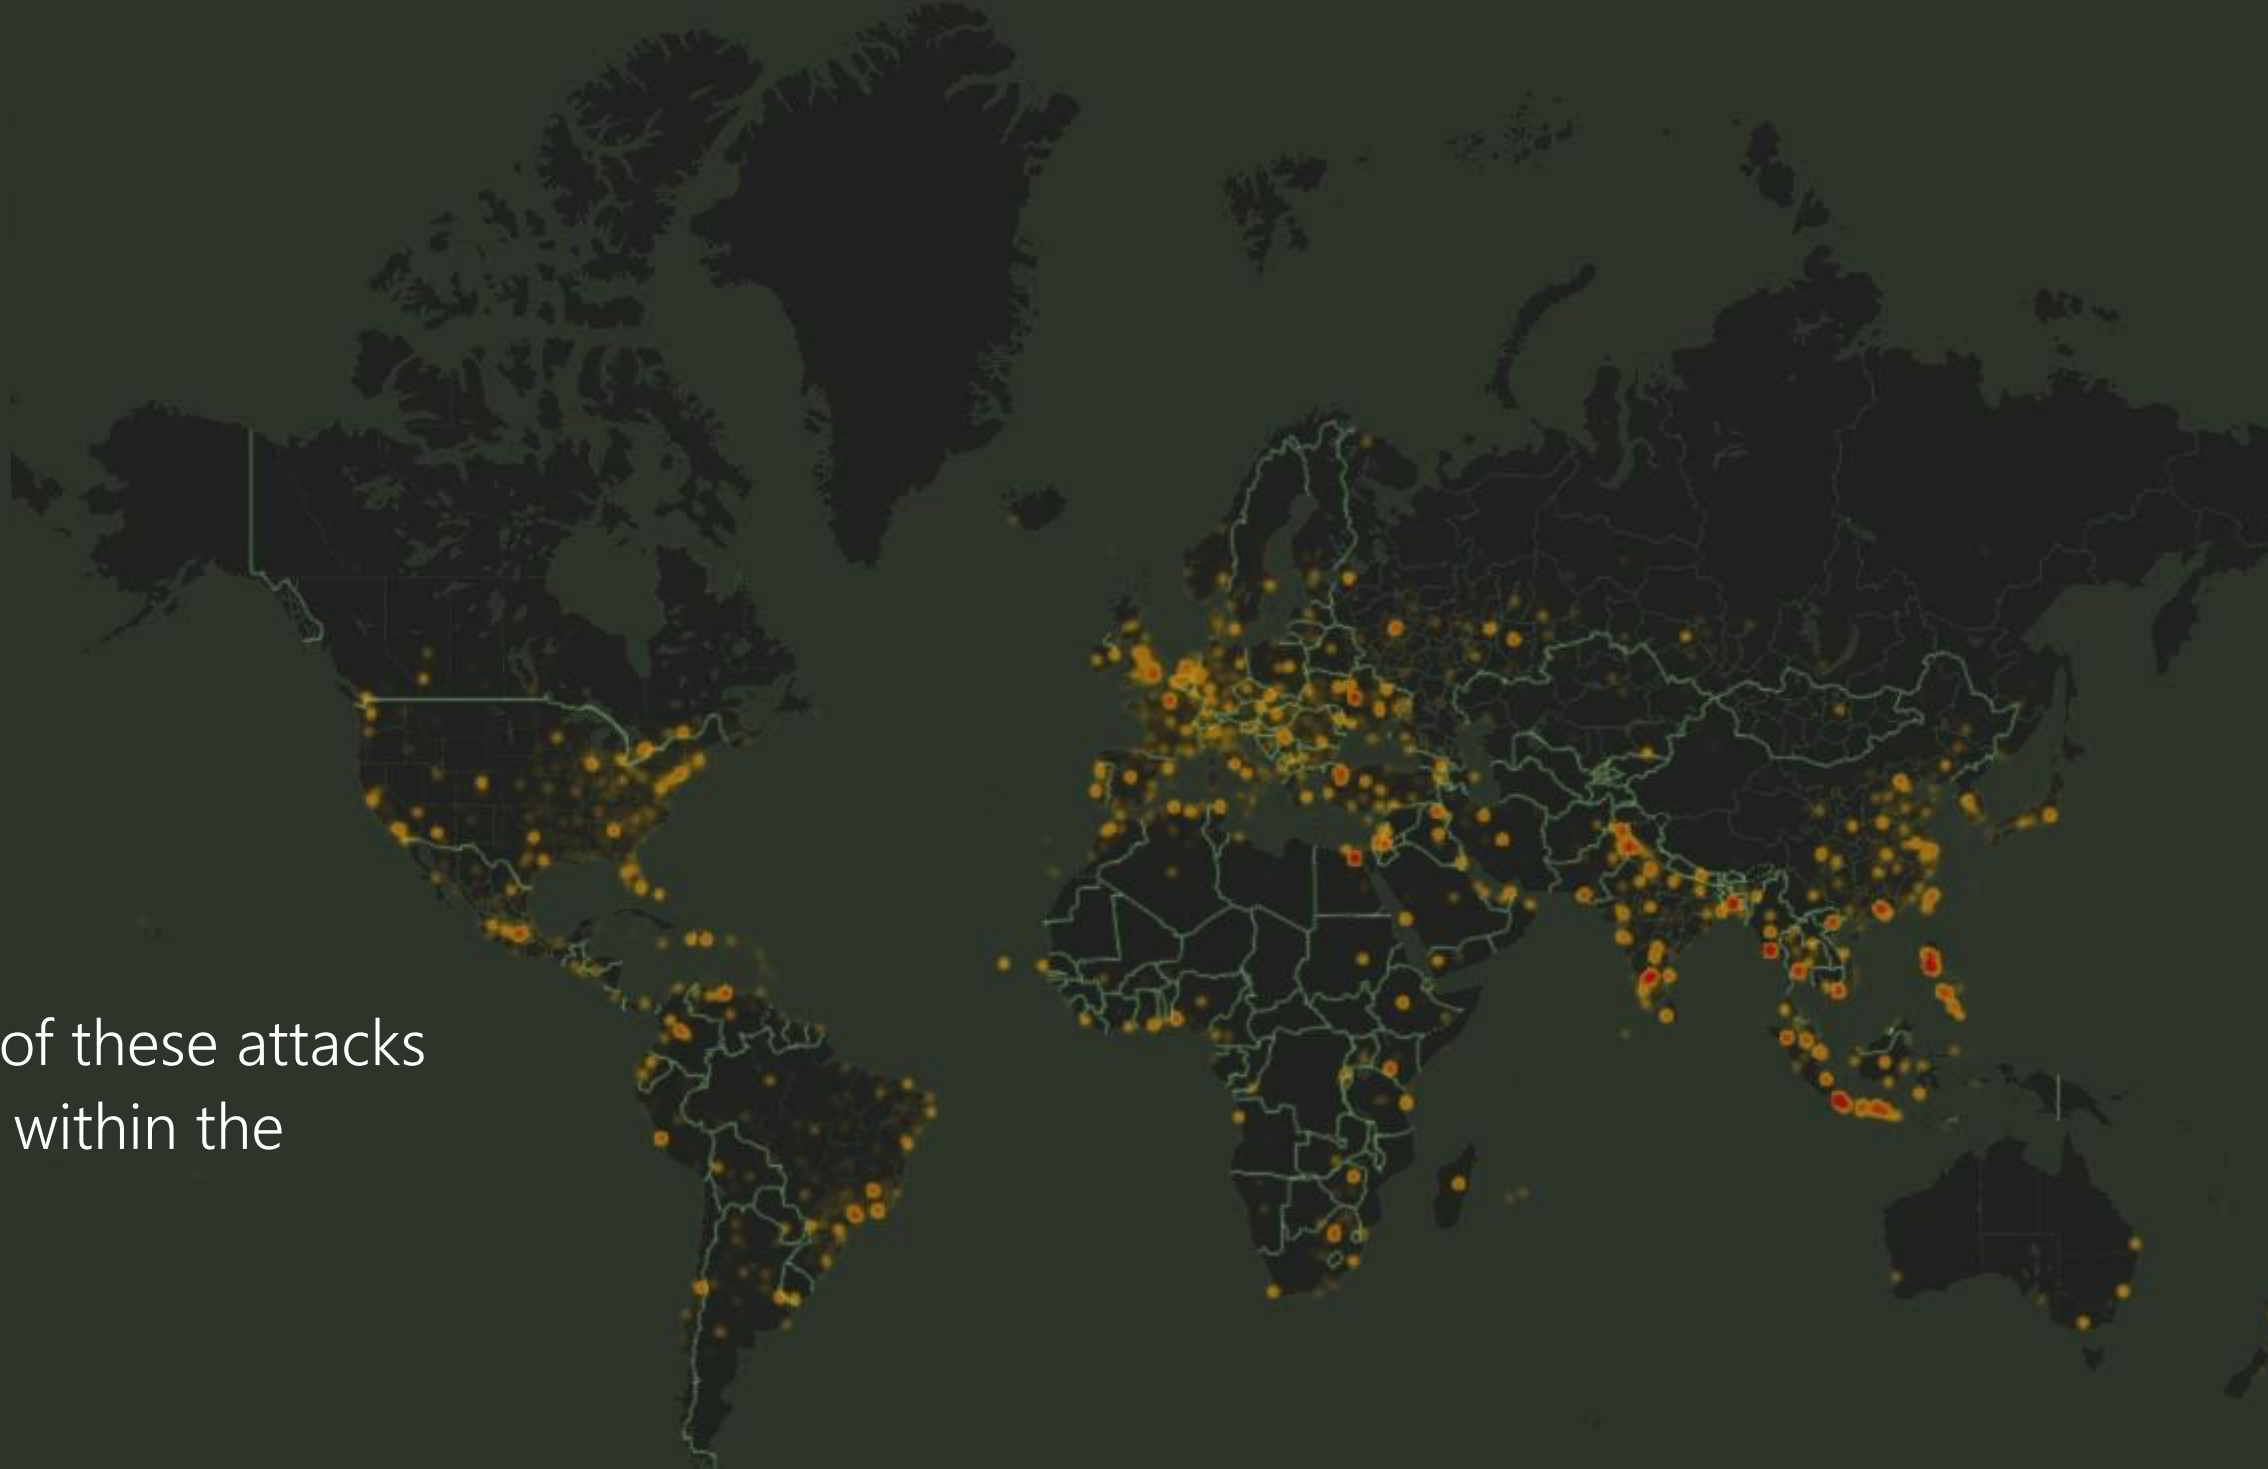 of these attacks
within the